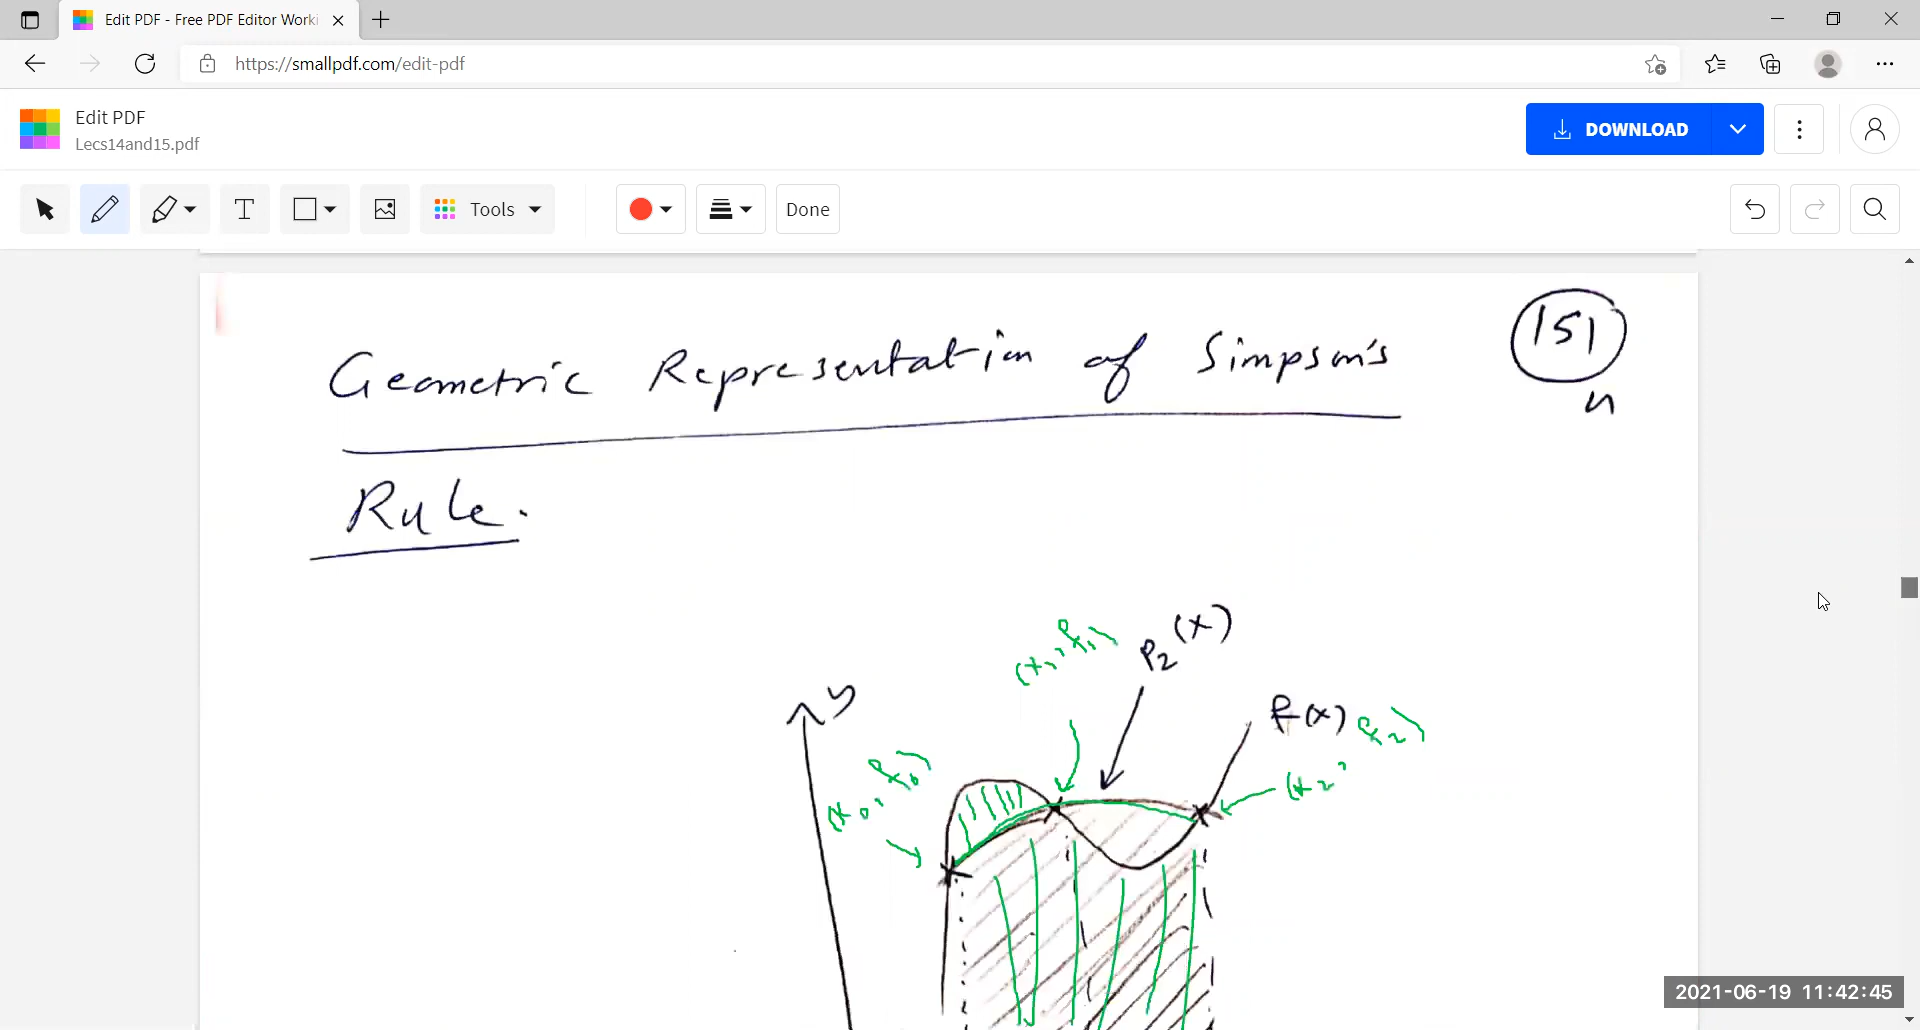 Edit PDF - Free PDF Editor Worki
https://smallpdf.com/edit-pdf
Edit PDF
Lecs14and15.pdf
DOWNLOAD
T
Tools
Done
151
Geometric Representation of Simpson's
Rule.
(x₁, f₁)
P₂(x)
y
f(x)
(x₂, f₂)
(x₀, f₀)
2021-06-19 11:42:45